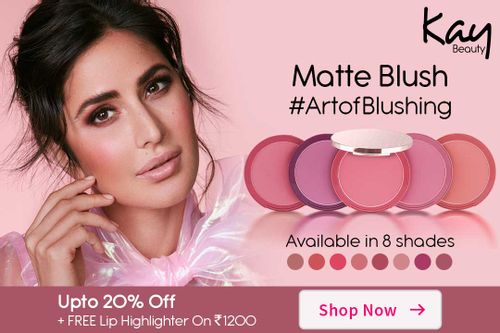 Kay
Beauty
Matte Blush
#ArtofBlushing
Available in 8 shades
Upto 20% Off
+ FREE Lip Highlighter On ₹1200
Shop Now →